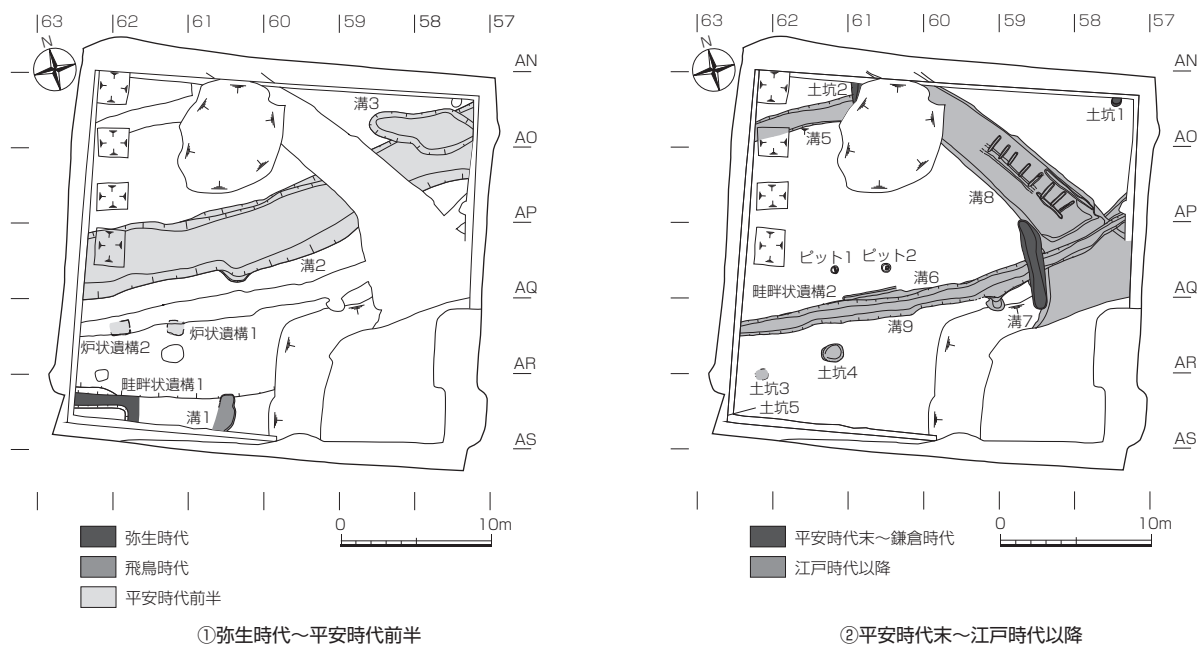 63 62 61 60 59 58 57
N
AN
溝3
AO
AP
溝2
AQ
炉状遺構1
炉状遺構2
AR
畦畔状遺構1
溝1
AS
0 10m
弥生時代
飛鳥時代
平安時代前半
①弥生時代～平安時代前半
63 62 61 60 59 58 57
N
AN
土坑2
土坑1
溝5
AO
溝8
AP
ピット1 ピット2
畦畔状遺構2
溝6
AQ
溝9
溝7
土坑4
AR
土坑3
土坑5
AS
0 10m
平安時代末～鎌倉時代
江戸時代以降
②平安時代末～江戸時代以降